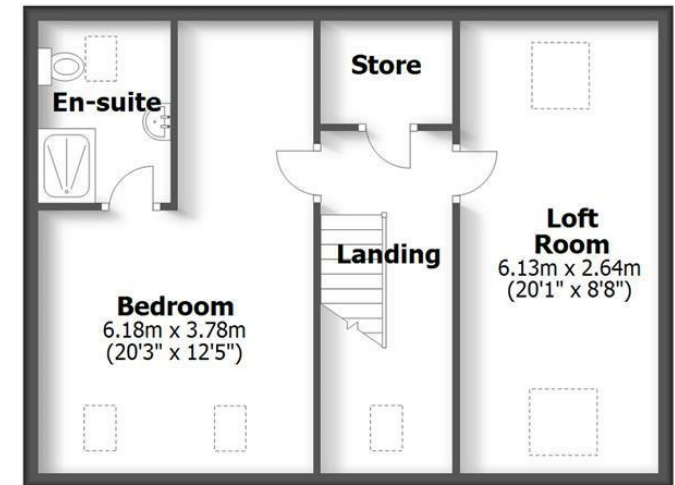 Store
En-suite
Loft
Room
6.13m x 2.64m
(20'1" x 8'8")
Landing
Bedroom
6.18m x 3.78m
(20'3" x 12'5")